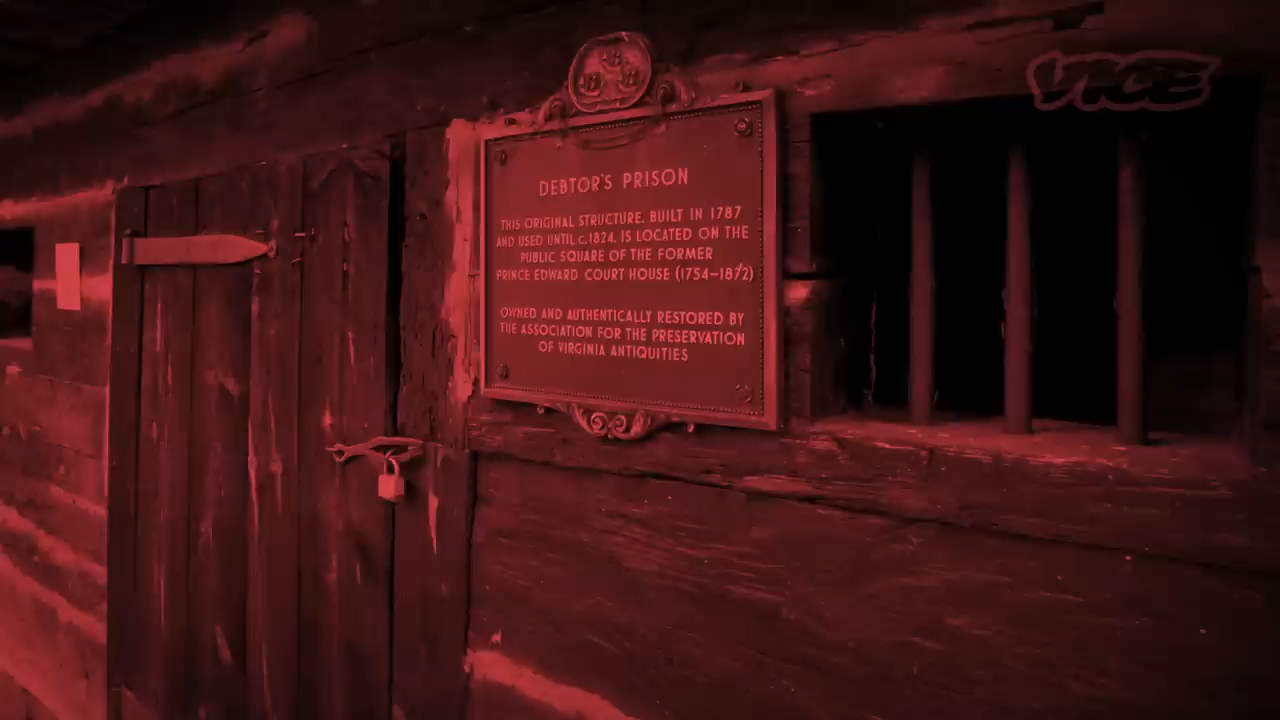 VICE
DEBTOR'S PRISON
THIS ORIGINAL STRUCTURE, BUILT IN 1787
AND USED UNTIL c.1824, IS LOCATED ON THE
PUBLIC SQUARE OF THE FORMER
PRINCE EDWARD COURT HOUSE (1754–1872)
OWNED AND AUTHENTICALLY RESTORED BY
THE ASSOCIATION FOR THE PRESERVATION
OF VIRGINIA ANTIQUITIES